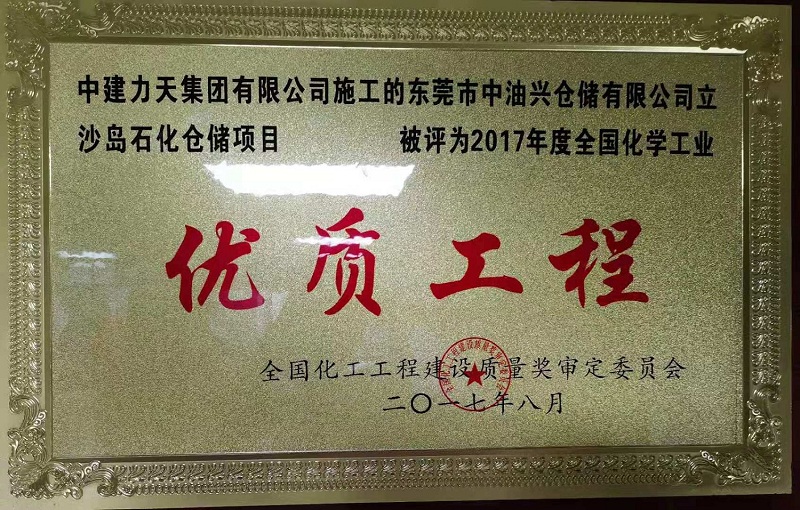 中建力天集团有限公司施工的东莞市中油兴仓储有限公司立
沙岛石化仓储项目 被评为2017年度全国化学工业
优质工程
全国化工工程建设质量奖审定委员会
二〇一七年八月